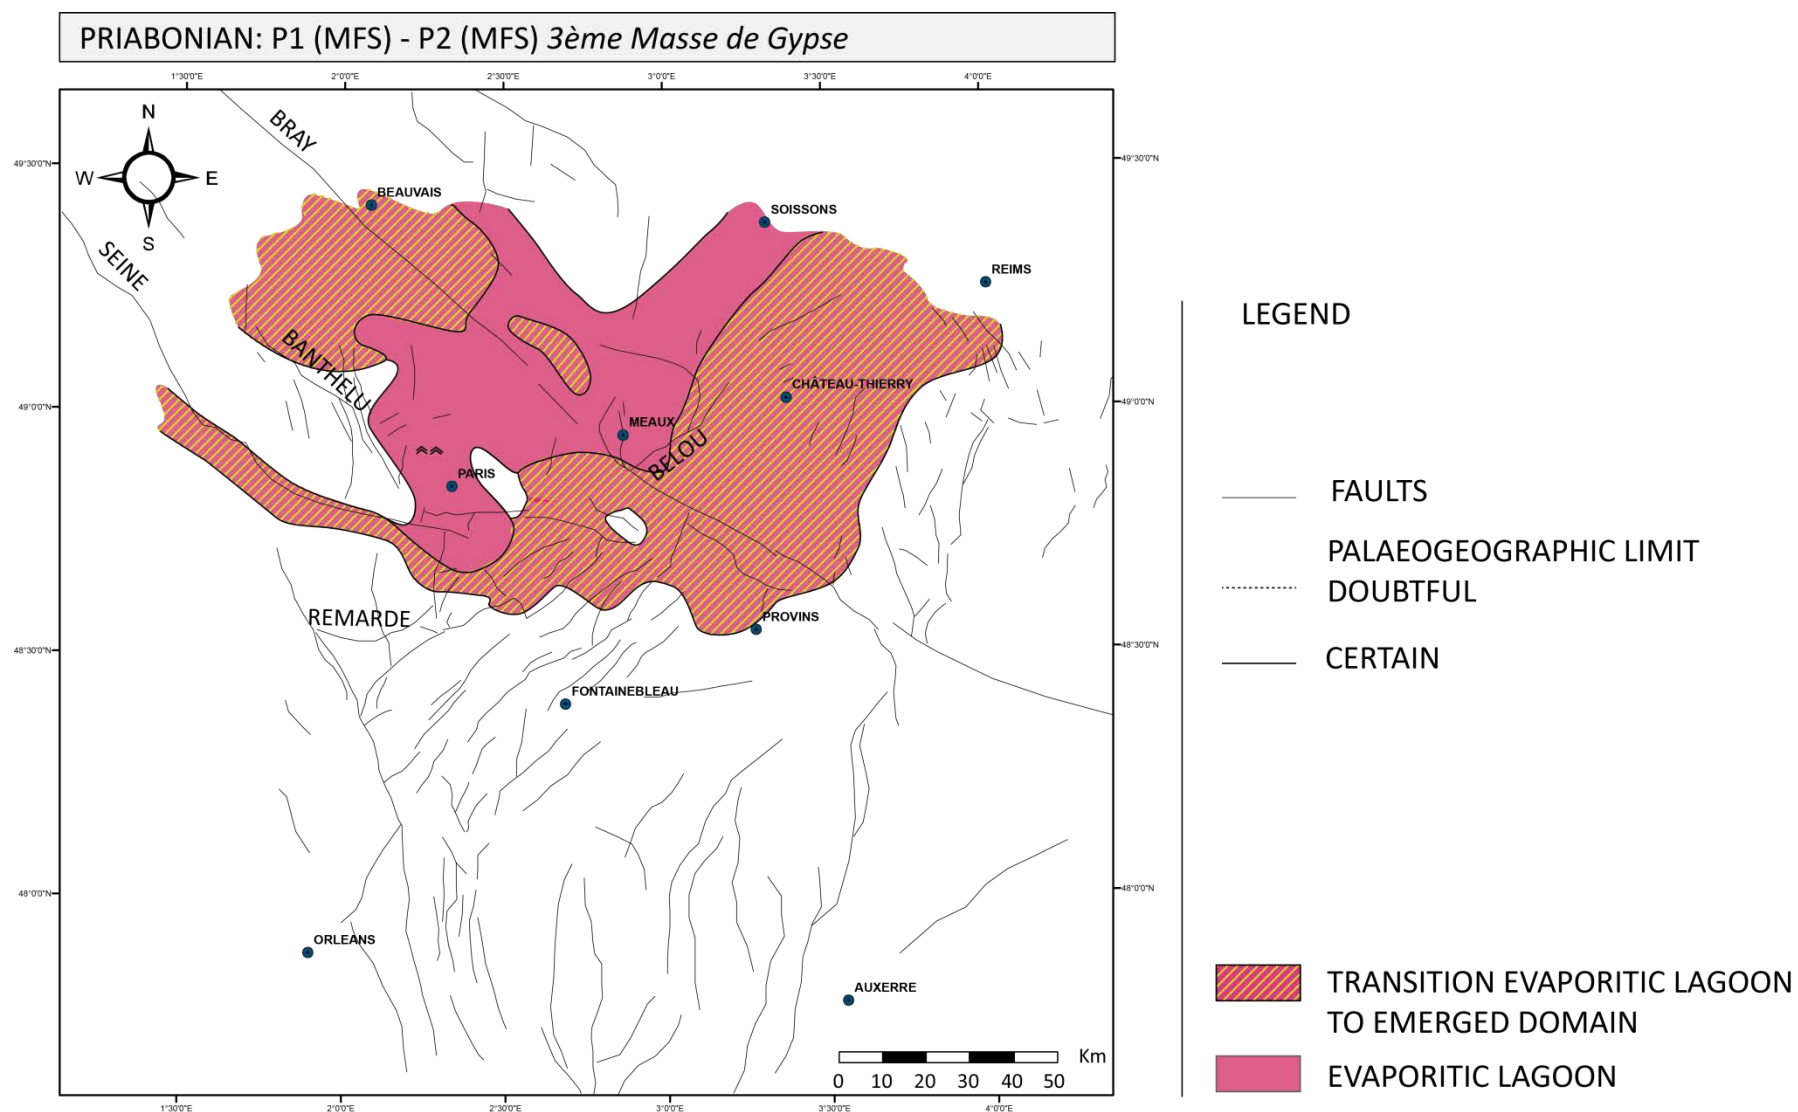 PRIABONIAN: P1 (MFS) - P2 (MFS) 3ème Masse de Gypse
1°30'0"E 2°0'0"E 2°30'0"E 3°0'0"E 3°30'0"E 4°0'0"E
N
W E
S
BRAY
49°30'0"N 49°30'0"N
BEAUVAIS
SOISSONS
SEINE
REIMS
BANTHELU
CHÂTEAU-THIERRY
49°0'0"N 49°0'0"N
MEAUX
BELOU
PARIS
REMARDE
PROVINS
48°30'0"N 48°30'0"N
FONTAINEBLEAU
48°0'0"N 48°0'0"N
ORLEANS
AUXERRE
Km
0 10 20 30 40 50
1°30'0"E 2°0'0"E 2°30'0"E 3°0'0"E 3°30'0"E 4°0'0"E
LEGEND
FAULTS
PALAEOGEOGRAPHIC LIMIT
DOUBTFUL
CERTAIN
TRANSITION EVAPORITIC LAGOON
TO EMERGED DOMAIN
EVAPORITIC LAGOON